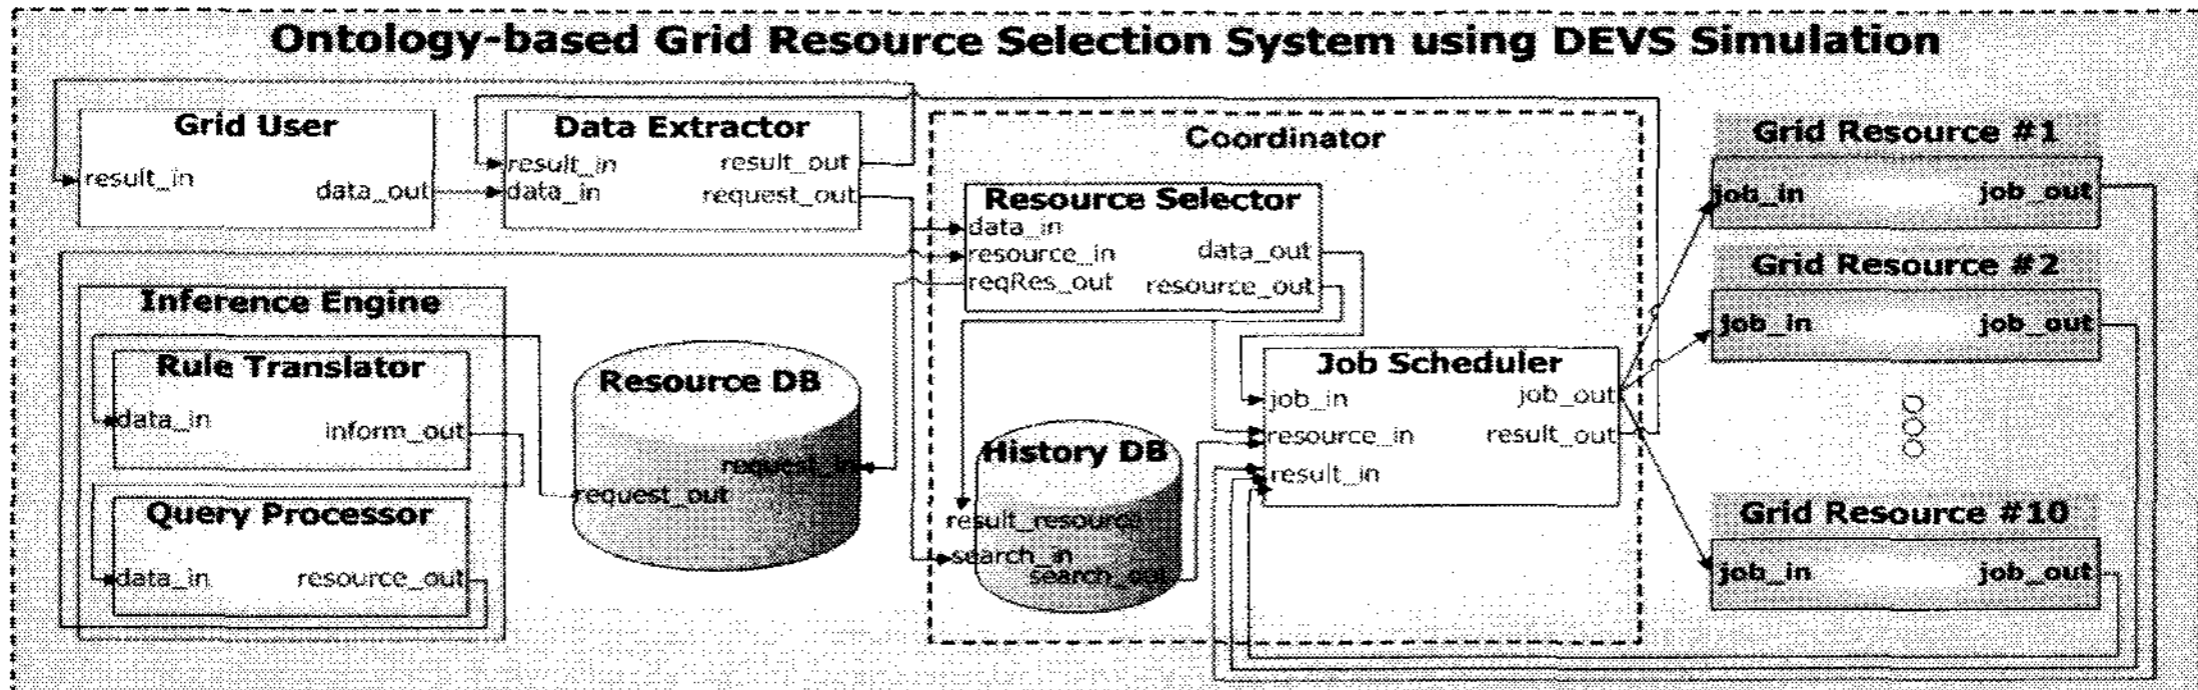 Ontology-based Grid Resource Selection System using DEVS Simulation
Grid User
result_in
data_out
Data Extractor
result_in
result_out
data_in
request_out
Coordinator
Resource Selector
data_in
resource_in
data_out
reqRes_out
resource_out
Grid Resource #1
job_in
job_out
Grid Resource #2
job_in
job_out
Inference Engine
Rule Translator
data_in
inform_out
Query Processor
data_in
resource_out
Resource DB
request_in
request_out
History DB
result_resource
search_in
search_out
Job Scheduler
job_in
job_out
resource_in
result_out
result_in
Grid Resource #10
job_in
job_out